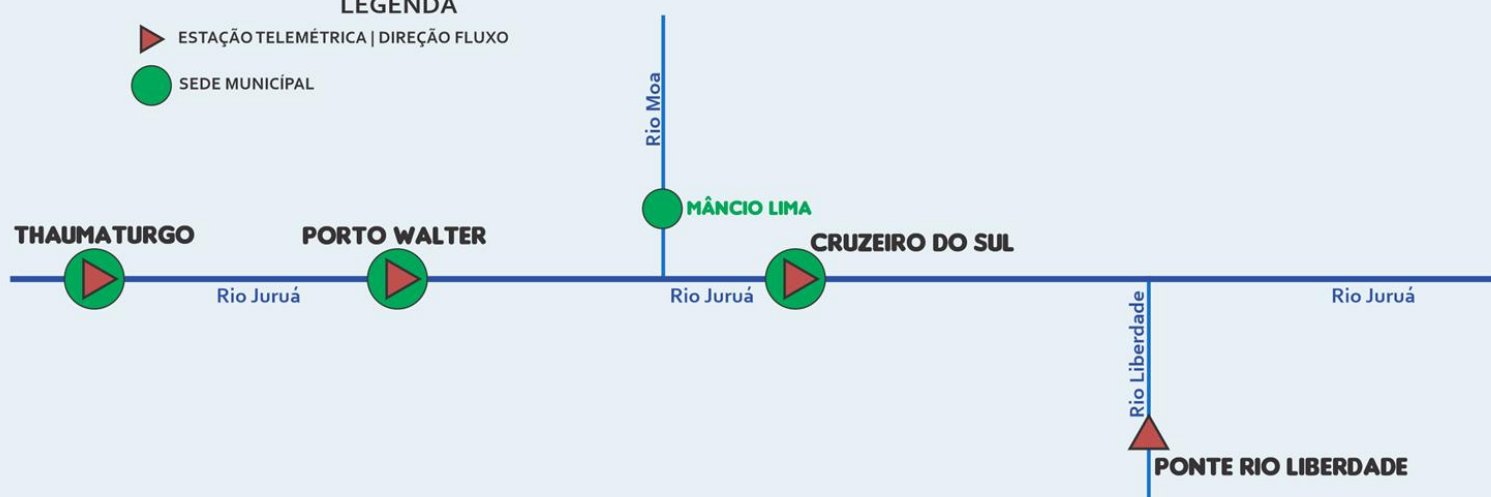 LEGENDA
ESTAÇÃO TELEMÉTRICA | DIREÇÃO FLUXO
SEDE MUNICÍPAL
Rio Moa
MÂNCIO LIMA
THAUMATURGO
PORTO WALTER
CRUZEIRO DO SUL
Rio Juruá
Rio Juruá
Rio Juruá
Rio Liberdade
PONTE RIO LIBERDADE